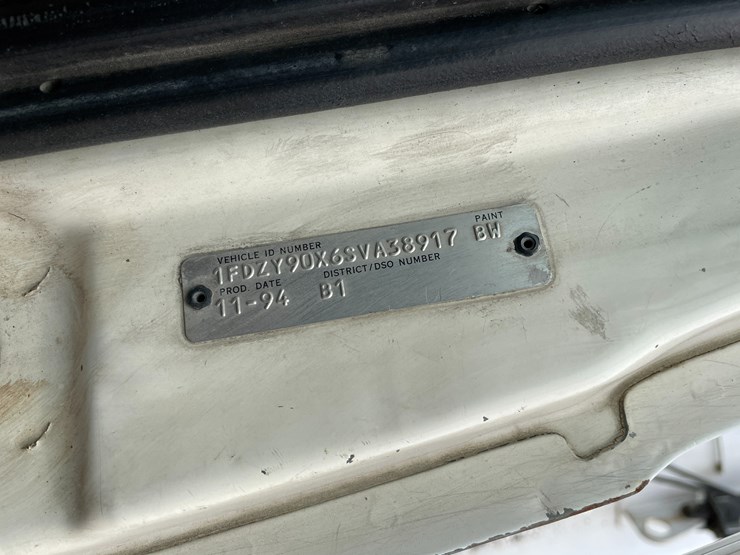 VEHICLE ID NUMBER PAINT
1FDZY90X6SVA38917 BW
PROD. DATE DISTRICT/DSO NUMBER
11-94 B1